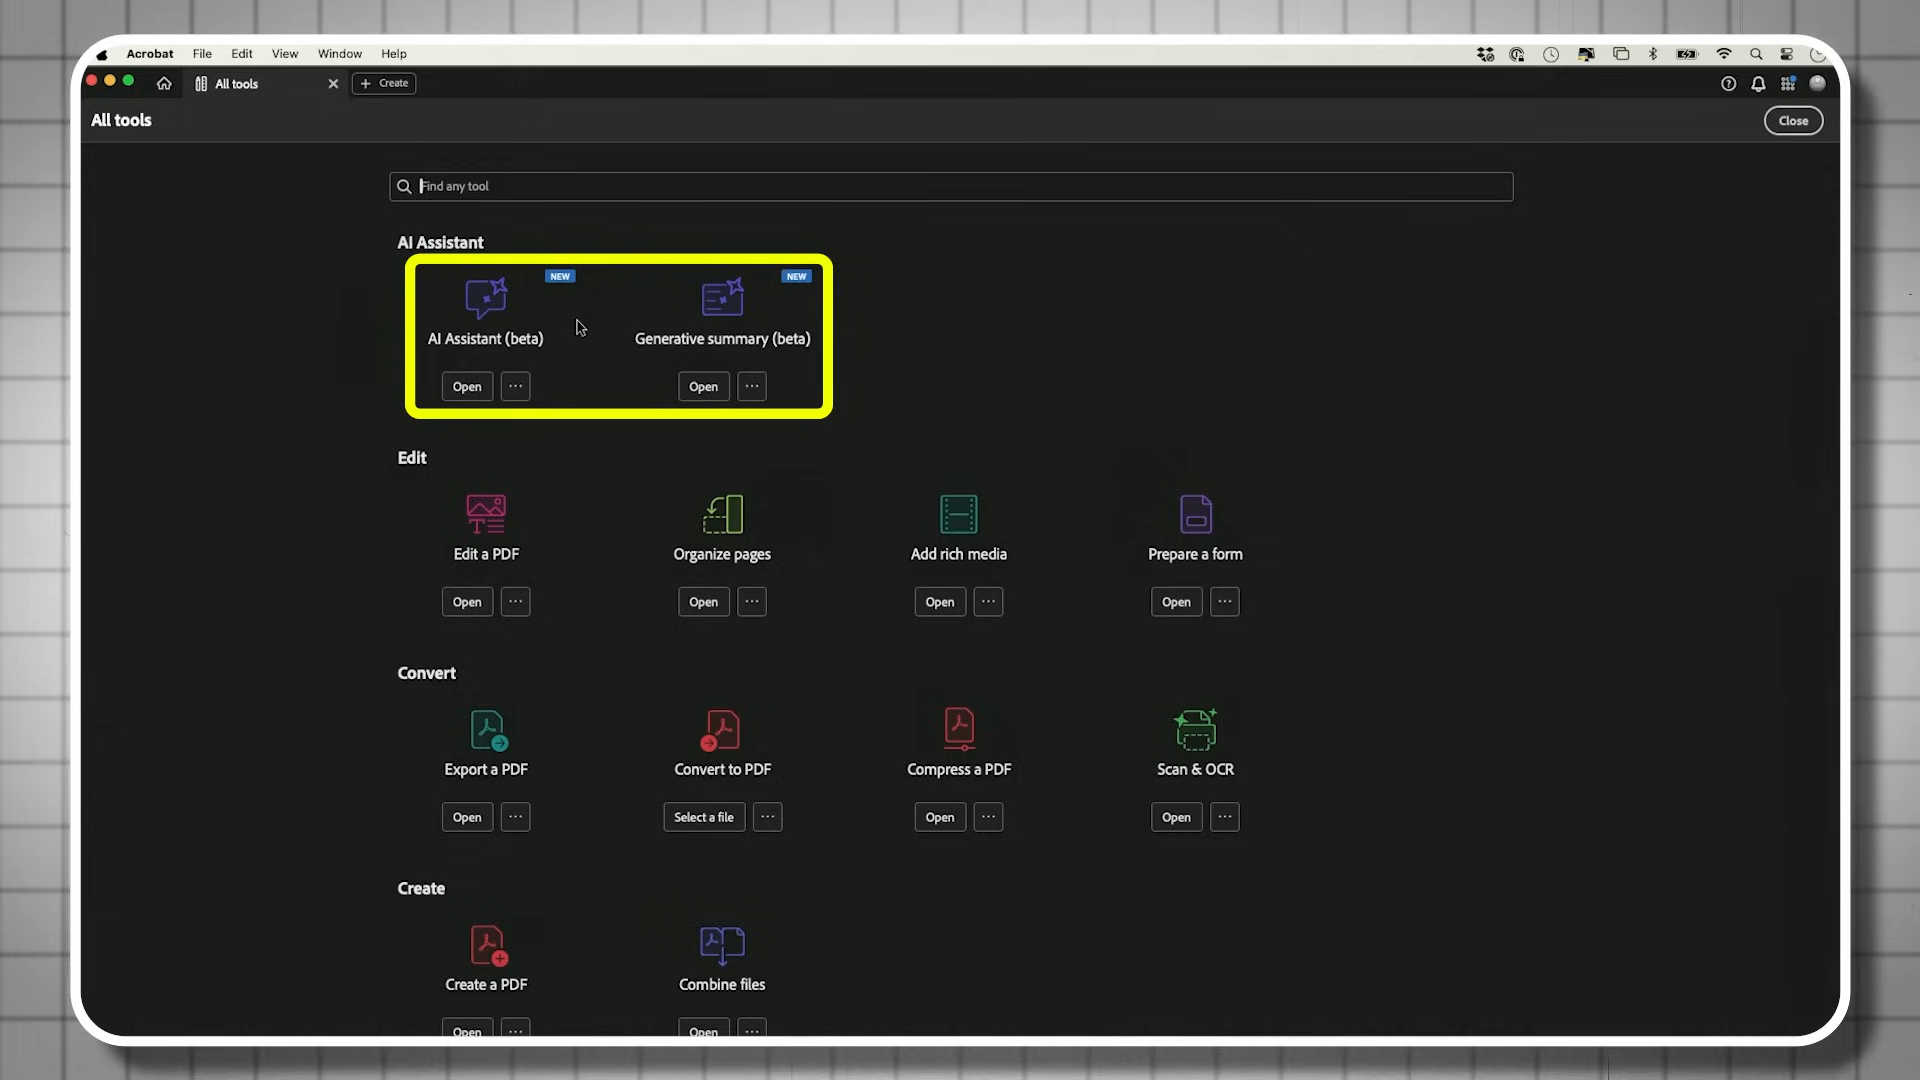 Acrobat File Edit View Window Help
All tools
Create
All tools
Close
Find any tool
AI Assistant
NEW
NEW
AI Assistant (beta)
Generative summary (beta)
Open ...
Open ...
Edit
Edit a PDF
Organize pages
Add rich media
Prepare a form
Open ...
Open ...
Open ...
Open ...
Convert
Export a PDF
Convert to PDF
Compress a PDF
Scan & OCR
Open ...
Select a file ...
Open ...
Open ...
Create
Create a PDF
Combine files
Open ...
Open ...